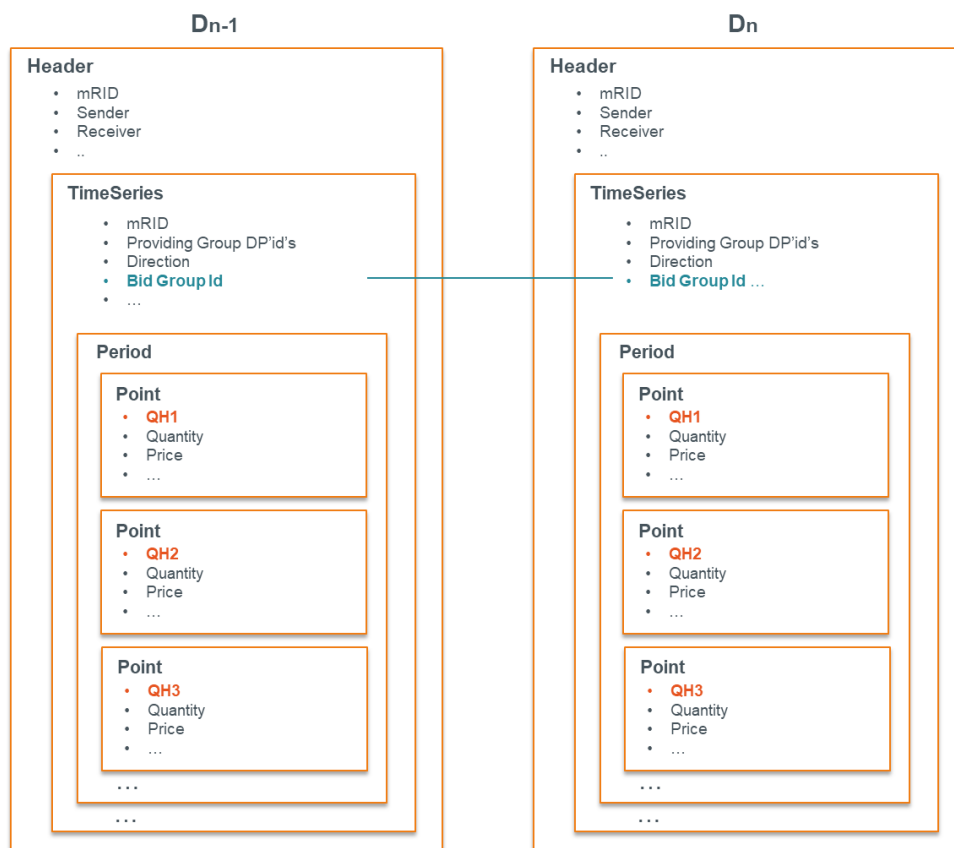 Dn-1
Header
• mRID
• Sender
• Receiver
• ..
TimeSeries
• mRID
• Providing Group DP'id's
• Direction
• Bid Group Id
• ...
Period
Point
• QH1
• Quantity
• Price
• ...
Point
• QH2
• Quantity
• Price
• ...
Point
• QH3
• Quantity
• Price
• ...
...
...
Dn
Header
• mRID
• Sender
• Receiver
• ..
TimeSeries
• mRID
• Providing Group DP'id's
• Direction
• Bid Group Id ...
Period
Point
• QH1
• Quantity
• Price
• ...
Point
• QH2
• Quantity
• Price
• ...
Point
• QH3
• Quantity
• Price
• ...
...
...